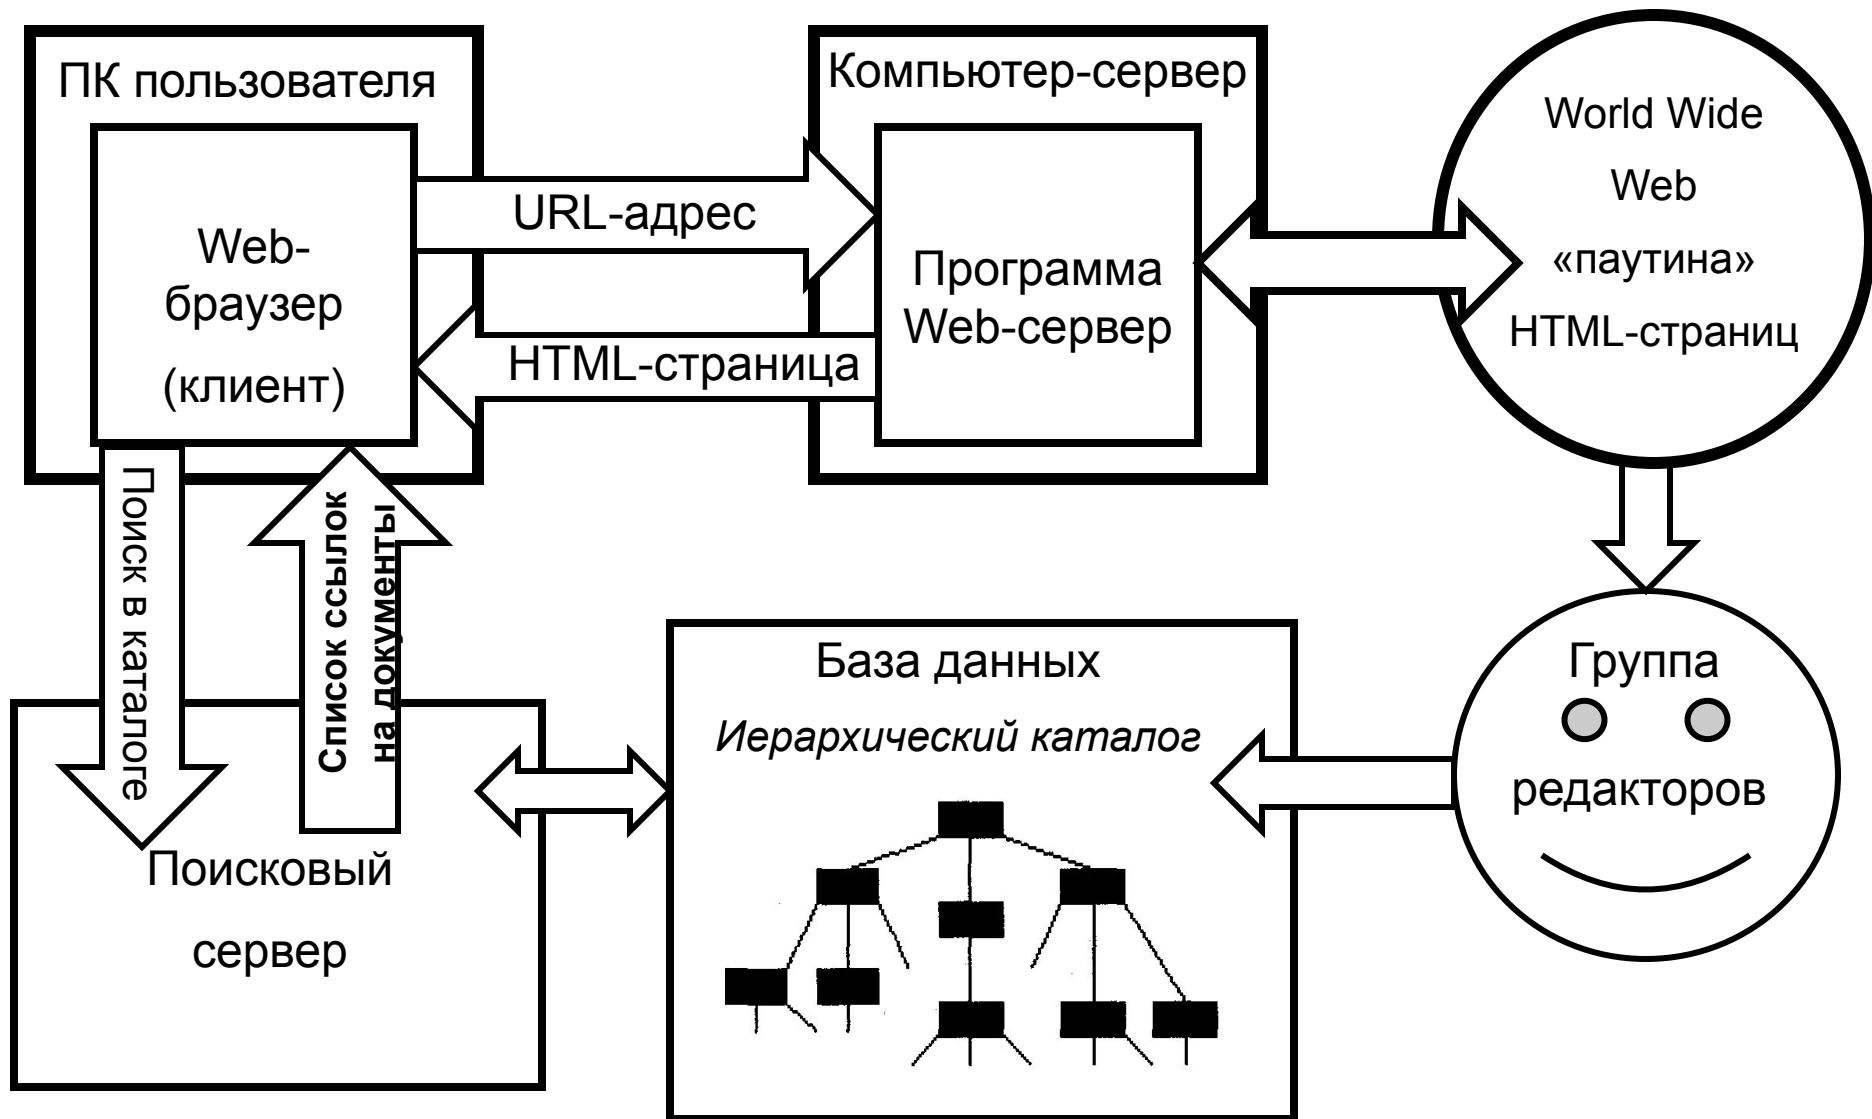 ПК пользователя
Web-
браузер
(клиент)
URL-адрес
HTML-страница
Компьютер-сервер
Программа
Web-сервер
World Wide
Web
«паутина»
HTML-страниц
Поиск в каталоге
Список ссылок
на документы
Поисковый
сервер
База данных
Иерархический каталог
Группа
редакторов